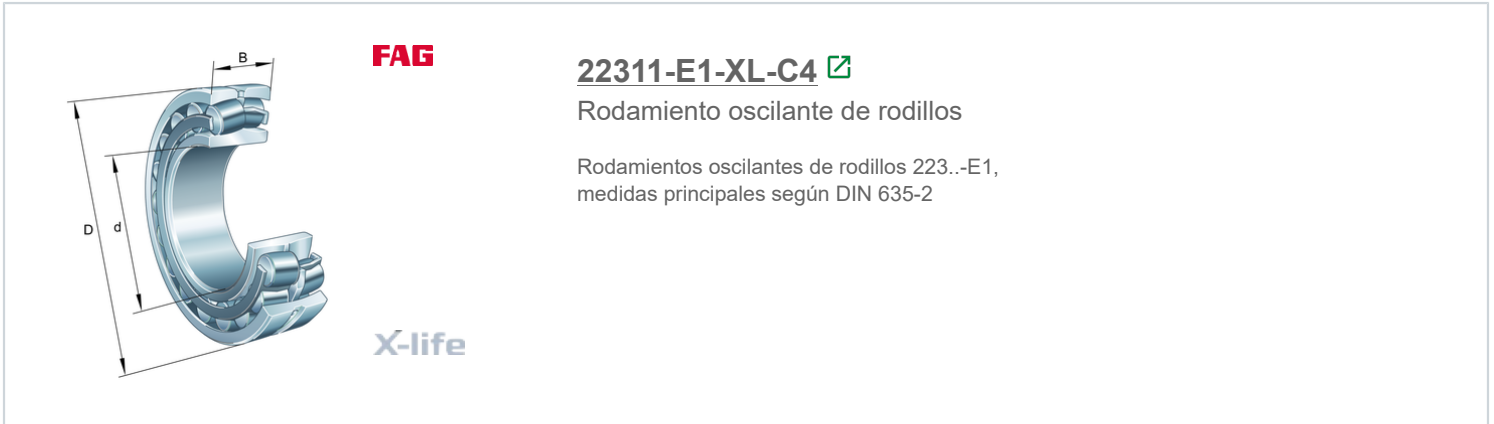 FAG
22311-E1-XL-C4
Rodamiento oscilante de rodillos
Rodamientos oscilantes de rodillos 223..-E1,
medidas principales según DIN 635-2
B
D
d
X-life